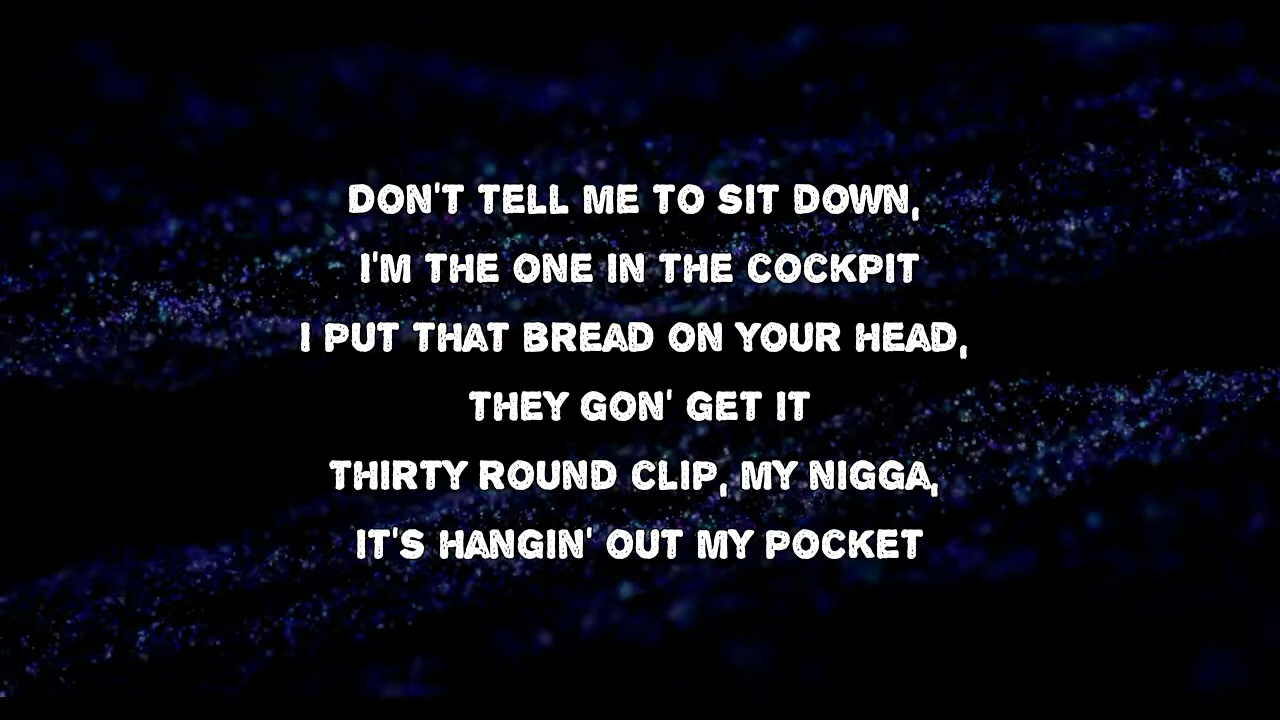 DON'T TELL ME TO SIT DOWN,
I'M THE ONE IN THE COCKPIT
I PUT THAT BREAD ON YOUR HEAD,
THEY GON' GET IT
THIRTY ROUND CLIP, MY NIGGA,
IT'S HANGIN' OUT MY POCKET